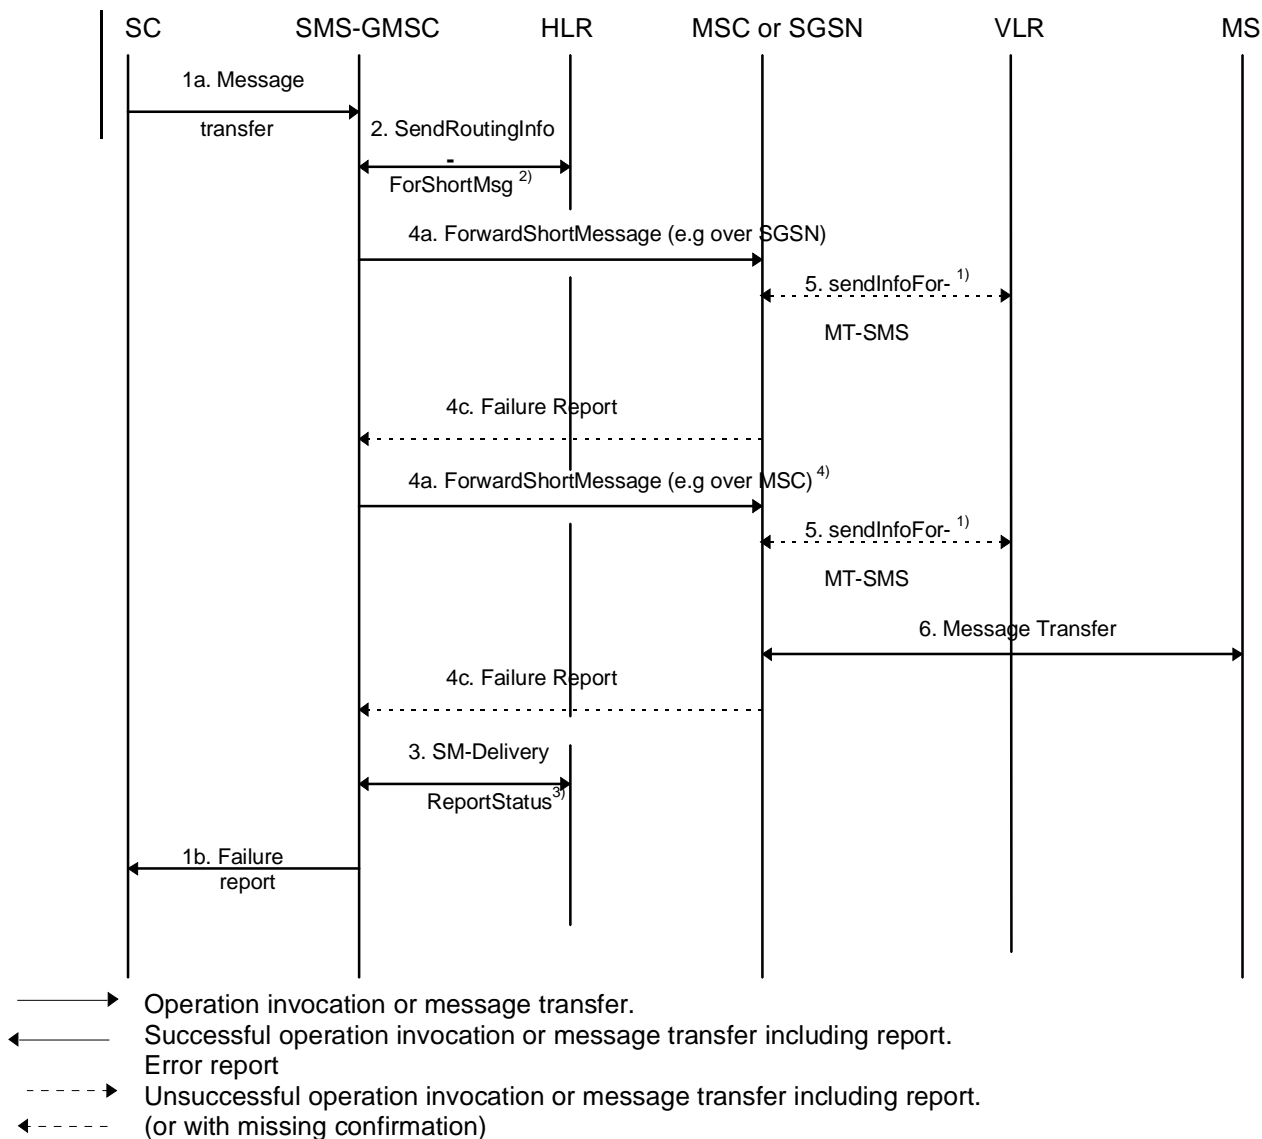 SC SMS-GMSC HLR MSC or SGSN VLR MS
1a. Message
transfer
2. SendRoutingInfo
-
ForShortMsg 2)
4a. ForwardShortMessage (e.g over SGSN)
5. sendInfoFor- 1)
MT-SMS
4c. Failure Report
4a. ForwardShortMessage (e.g over MSC) 4)
5. sendInfoFor- 1)
MT-SMS
6. Message Transfer
4c. Failure Report
3. SM-Delivery
ReportStatus3)
1b. Failure
report
Operation invocation or message transfer.
Successful operation invocation or message transfer including report.
Error report
Unsuccessful operation invocation or message transfer including report.
(or with missing confirmation)